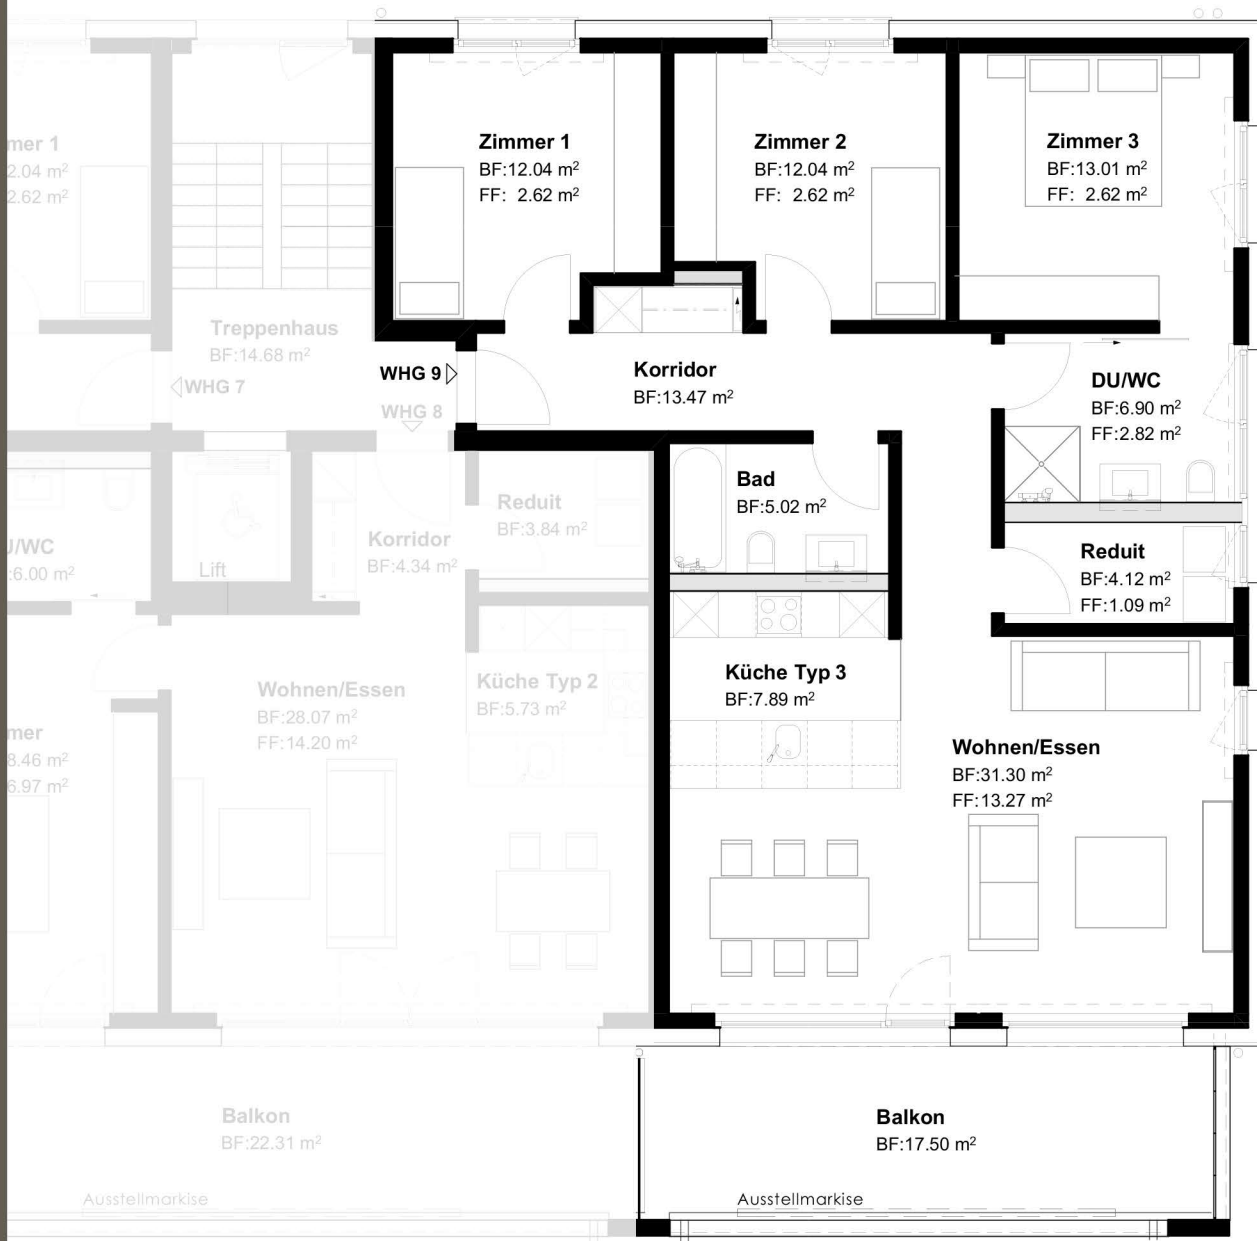 mer 1
2.04 m²
2.62 m²
Zimmer 1
BF:12.04 m²
FF: 2.62 m²
Zimmer 2
BF:12.04 m²
FF: 2.62 m²
Zimmer 3
BF:13.01 m²
FF: 2.62 m²
Treppenhaus
BF:14.68 m²
WHG 7
WHG 9
WHG 8
Korridor
BF:13.47 m²
DU/WC
BF:6.90 m²
FF:2.82 m²
Bad
BF:5.02 m²
Reduit
BF:3.84 m²
Korridor
BF:4.34 m²
Lift
J/WC
:6.00 m²
Reduit
BF:4.12 m²
FF:1.09 m²
Küche Typ 3
BF:7.89 m²
Küche Typ 2
BF:5.73 m²
Wohnen/Essen
BF:28.07 m²
FF:14.20 m²
mer
8.46 m²
6.97 m²
Wohnen/Essen
BF:31.30 m²
FF:13.27 m²
Balkon
BF:22.31 m²
Balkon
BF:17.50 m²
Ausstellmarkise
Ausstellmarkise